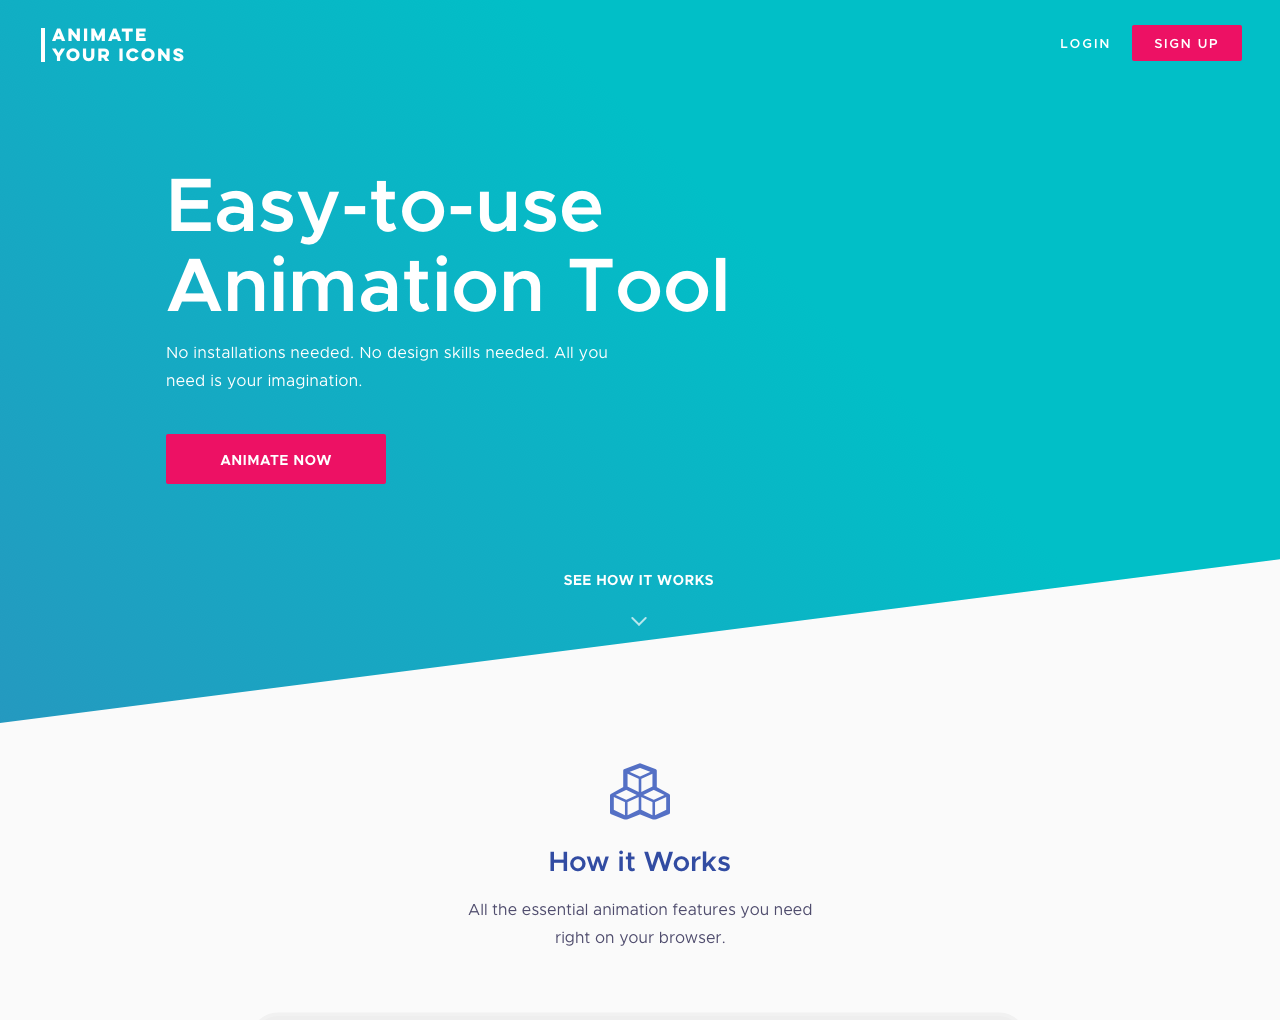 ANIMATE
YOUR ICONS
LOGIN
SIGN UP
Easy-to-use
Animation Tool
No installations needed. No design skills needed. All you
need is your imagination.
ANIMATE NOW
SEE HOW IT WORKS
How it Works
All the essential animation features you need
right on your browser.